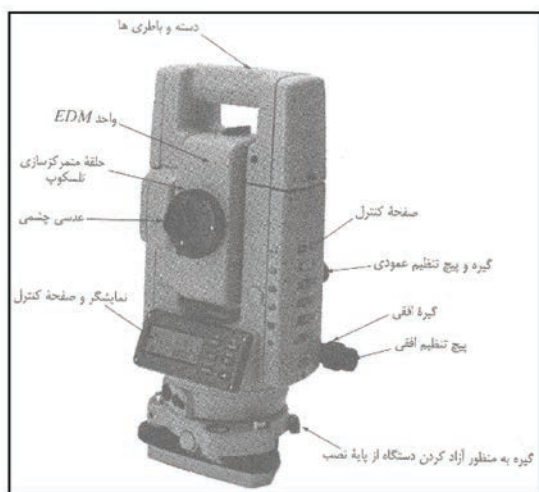 دسته و باطری ها
واحد EDM
حلقهٔ متمرکزسازی
تلسکوپ
عدسی چشمی
صفحهٔ کنترل
گیره و پیچ تنظیم عمودی
نمایشگر و صفحهٔ کنترل
گیرهٔ افقی
پیچ تنظیم افقی
گیره به منظور آزاد کردن دستگاه از پایهٔ نصب